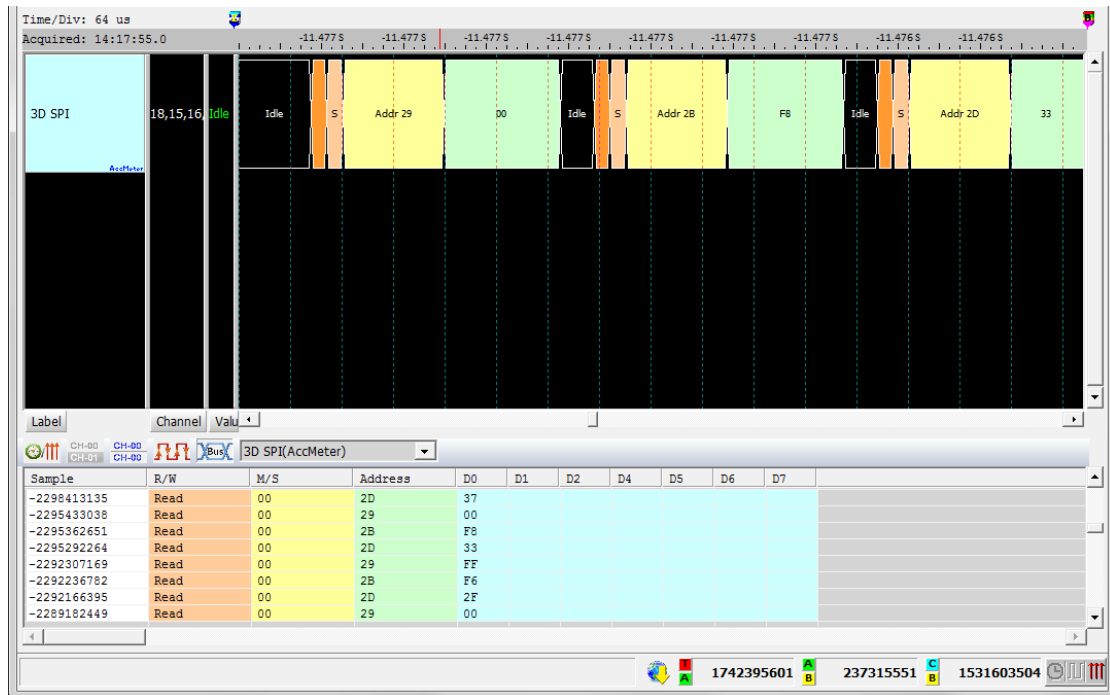 Time/Div: 64 us
Acquired: 14:17:55.0
-11.477 S -11.477 S -11.477 S -11.477 S -11.477 S -11.477 S -11.477 S -11.476 S -11.476 S
3D SPI 18,15,16, Idle Idle S Addr 29 00 Idle S Addr 2B F8 Idle S Addr 2D 33
AccMeter
Label Channel Valu
CH-00 CH-01 CH-00 CH-00 Bus 3D SPI(AccMeter)
Sample R/W M/S Address D0 D1 D2 D4 D5 D6 D7
-2298413135 Read 00 2D 37
-2295433038 Read 00 29 00
-2295362651 Read 00 2B F8
-2295292264 Read 00 2D 33
-2292307169 Read 00 29 FF
-2292236782 Read 00 2B F6
-2292166395 Read 00 2D 2F
-2289182449 Read 00 29 00
T A 1742395601 A B 237315551 C B 1531603504